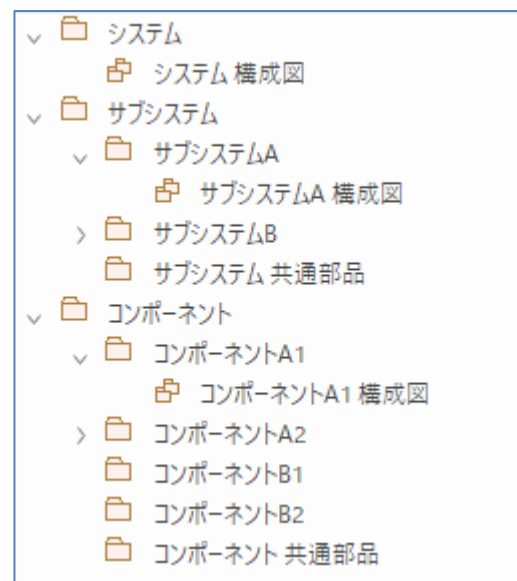 システム
システム 構成図
サブシステム
サブシステムA
サブシステムA 構成図
サブシステムB
サブシステム 共通部品
コンポーネント
コンポーネントA1
コンポーネントA1 構成図
コンポーネントA2
コンポーネントB1
コンポーネントB2
コンポーネント 共通部品